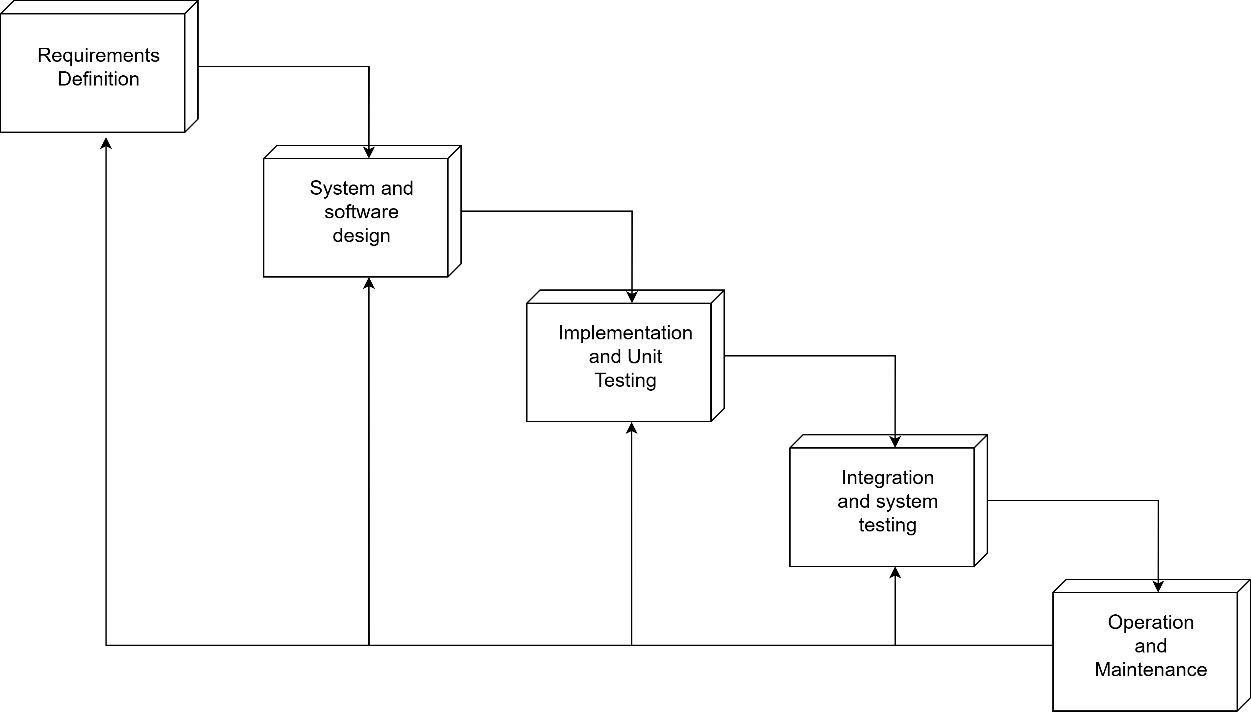 Requirements
Definition
System and
software
design
Implementation
and Unit
Testing
Integration
and system
testing
Operation
and
Maintenance